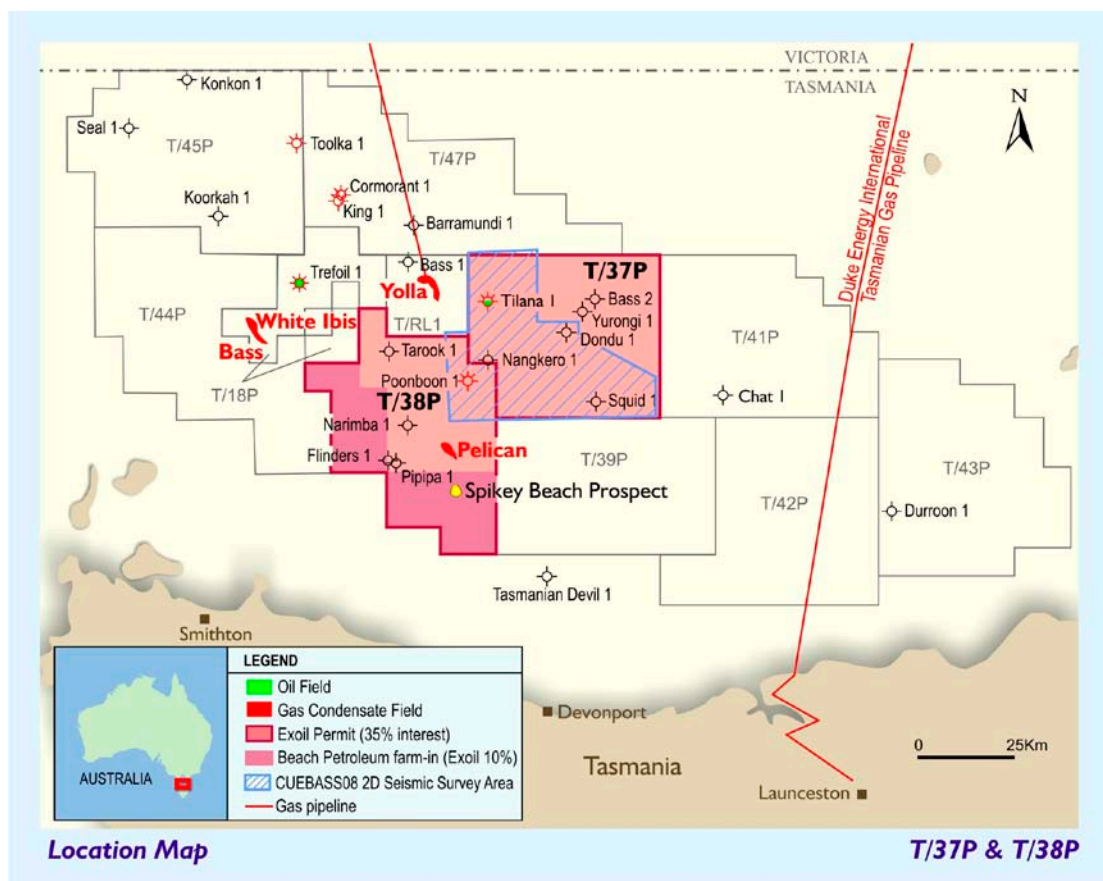 VICTORIA
TASMANIA
N
Konkon 1
Seal 1
T/45P
Toolka 1
T/47P
Koorkah 1
Cormorant 1
King 1
Barramundi 1
Duke Energy International
Tasmanian Gas Pipeline
Bass 1
T/37P
Trefoil 1
Yolla
Tilana 1
Bass 2
Yurongi 1
Dondu 1
T/44P
White Ibis
Bass
T/RL1
T/41P
Tarook 1
Nangkero 1
Poonboon 1
T/18P
T/38P
Squid 1
Chat 1
Narimba 1
Flinders 1
Pipipa 1
Pelican
T/39P
T/43P
Spikey Beach Prospect
T/42P
Durroon 1
Tasmanian Devil 1
Smithton
LEGEND
Oil Field
Gas Condensate Field
Exoil Permit (35% interest)
Beach Petroleum farm-in (Exoil 10%)
CUEBASS08 2D Seismic Survey Area
Gas pipeline
AUSTRALIA
Devonport
Tasmania
0 25Km
Launceston
Location Map
T/37P & T/38P